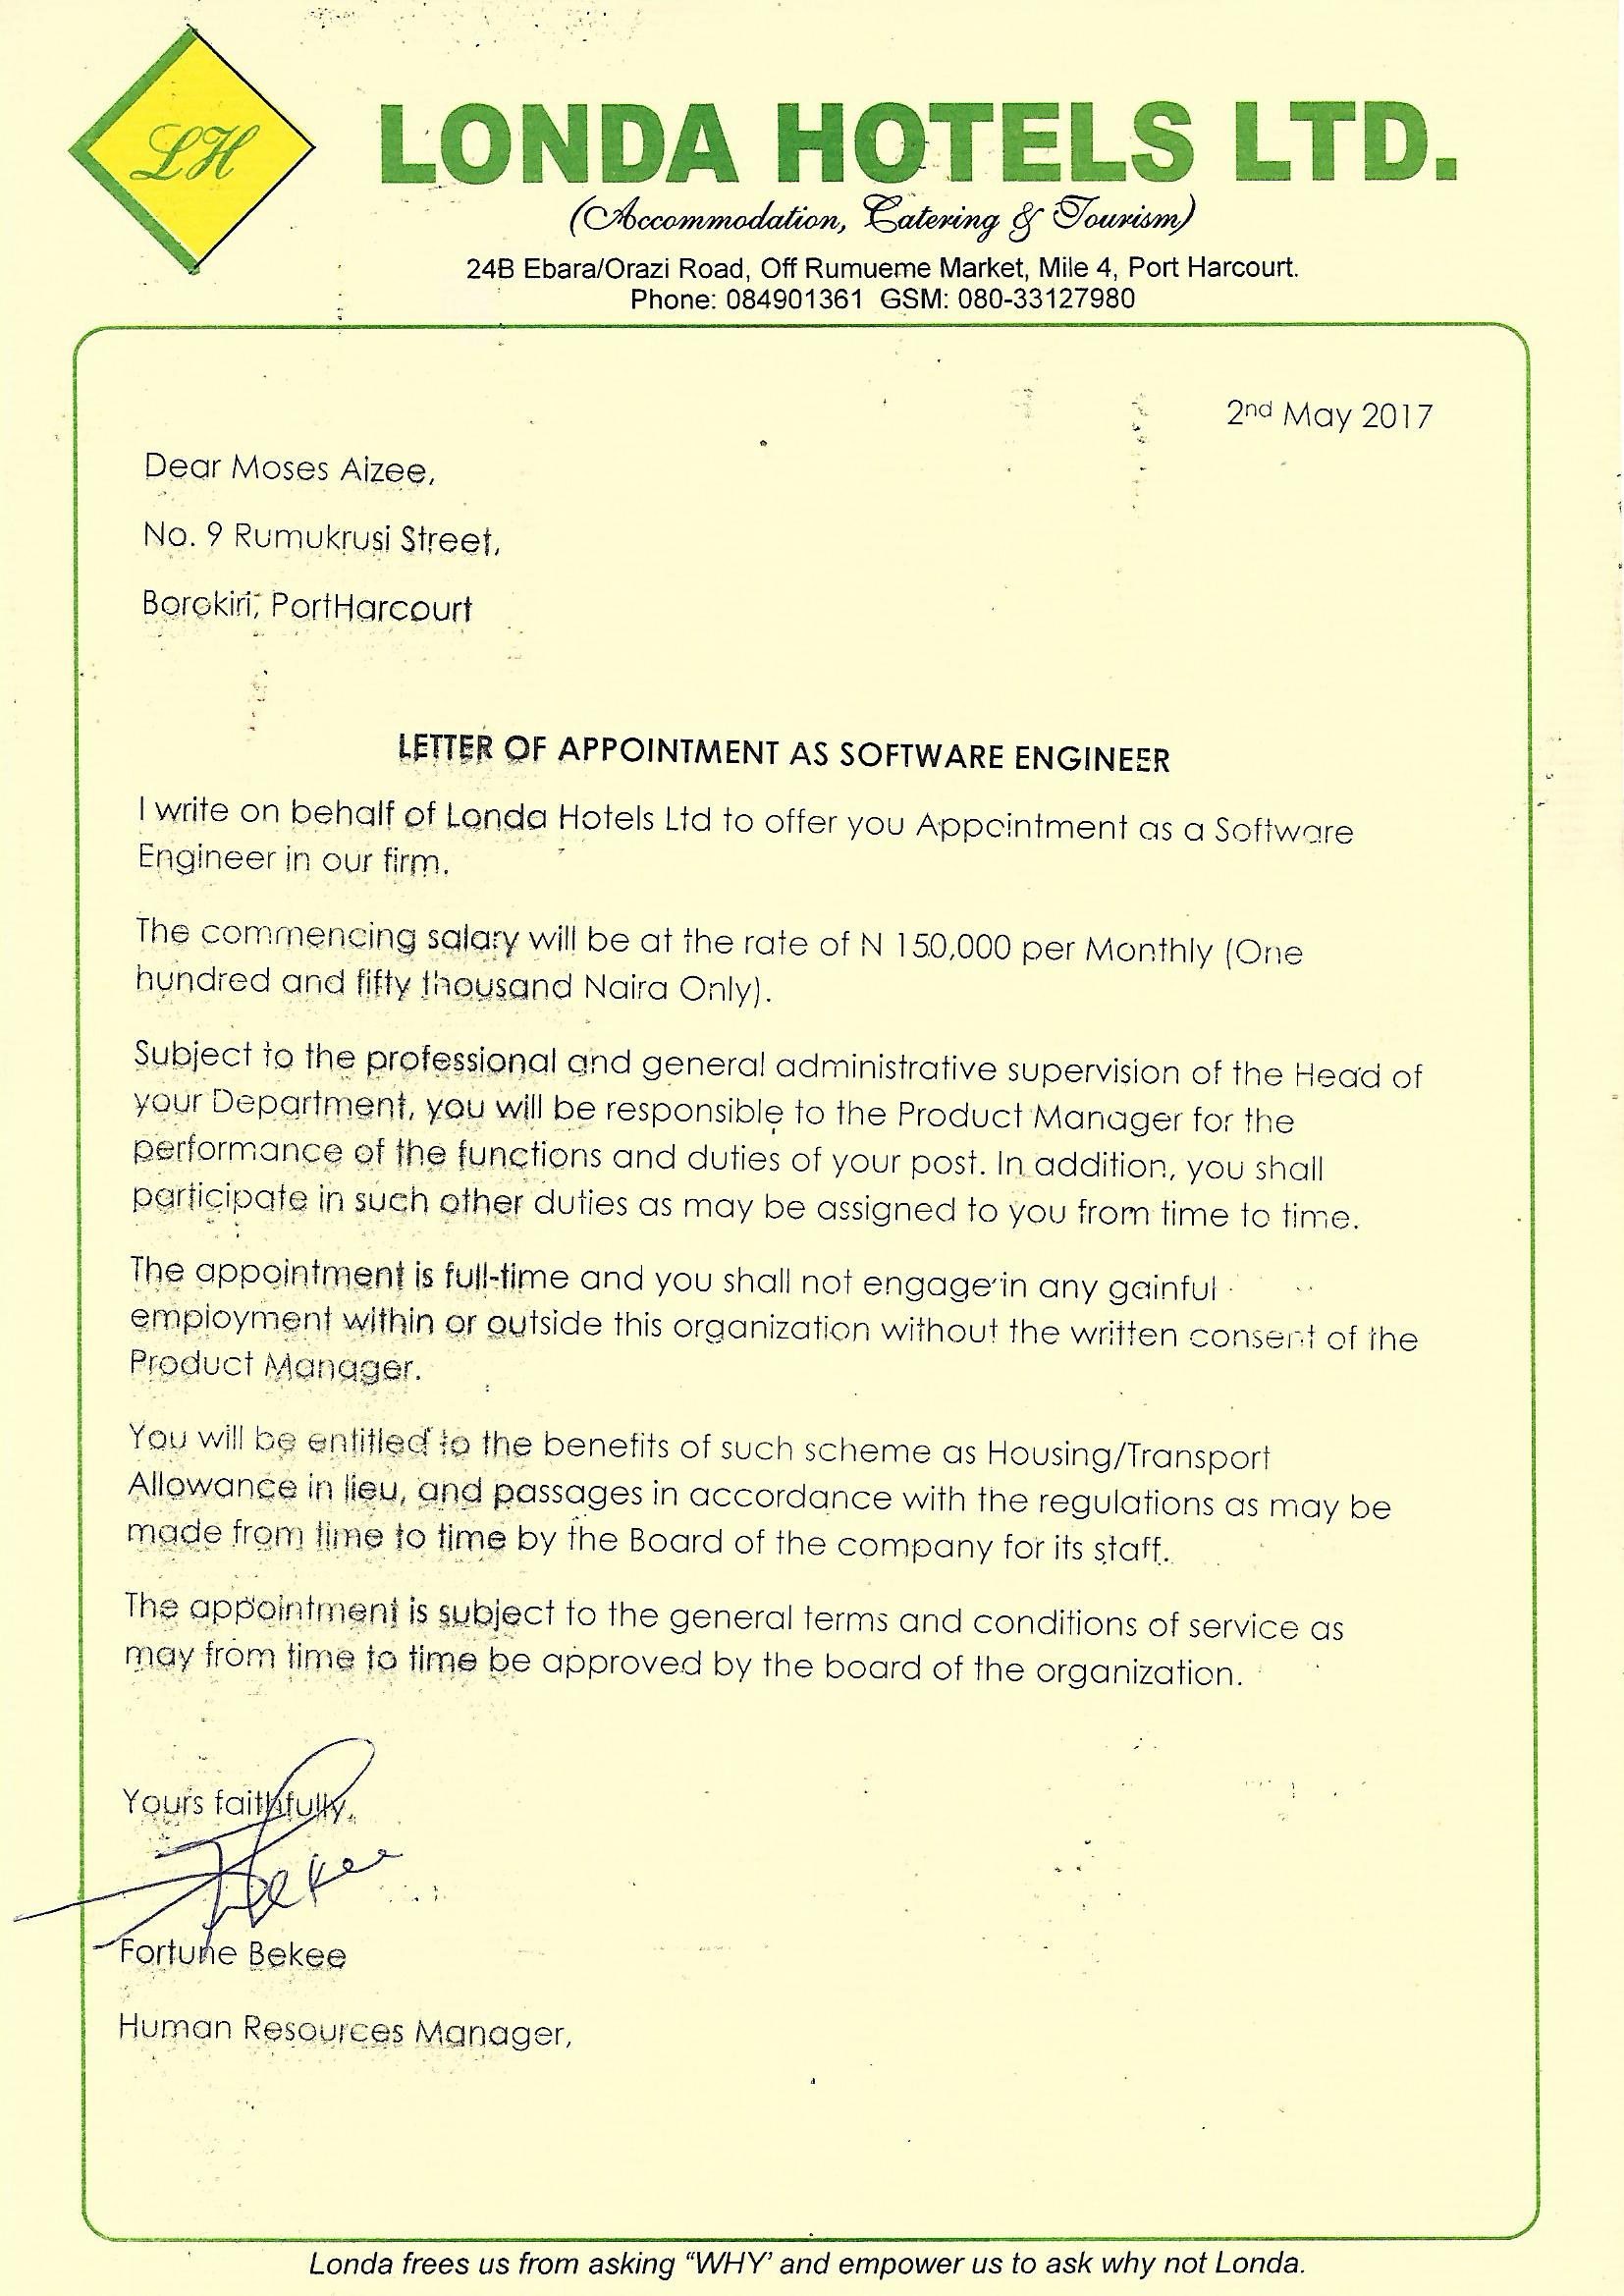 LH
LONDA HOTELS LTD.
(Accommodation, Catering & Tourism)
24B Ebara/Orazi Road, Off Rumueme Market, Mile 4, Port Harcourt.
Phone: 084901361 GSM: 080-33127980
2nd May 2017
Dear Moses Aizee,
No. 9 Rumukrusi Street,
Borokiri, PortHarcourt
LETTER OF APPOINTMENT AS SOFTWARE ENGINEER
I write on behalf of Londa Hotels Ltd to offer you Appointment as a Software
Engineer in our firm.
The commencing salary will be at the rate of N 150,000 per Monthly (One
hundred and fifty thousand Naira Only).
Subject to the professional and general administrative supervision of the Head of
your Department, you will be responsible to the Product Manager for the
performance of the functions and duties of your post. In addition, you shall
participate in such other duties as may be assigned to you from time to time.
The appointment is full-time and you shall not engage in any gainful
employment within or outside this organization without the written consent of the
Product Manager.
You will be entitled to the benefits of such scheme as Housing/Transport
Allowance in lieu, and passages in accordance with the regulations as may be
made from time to time by the Board of the company for its staff.
The appointment is subject to the general terms and conditions of service as
may from time to time be approved by the board of the organization.
Yours faithfully,
Fortune Bekee
Human Resources Manager,
Londa frees us from asking “WHY’ and empower us to ask why not Londa.